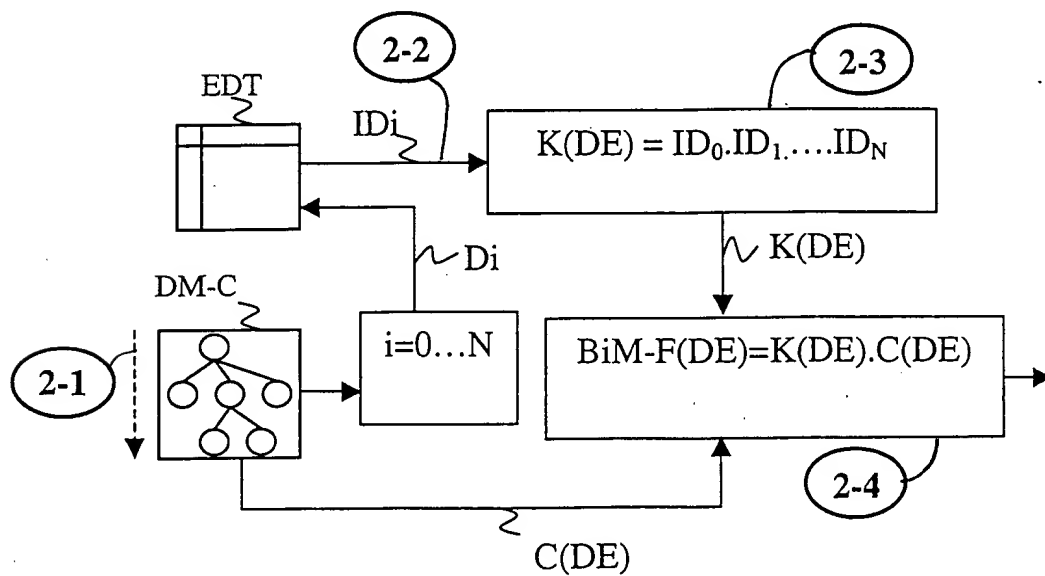 2-2
2-3
EDT
IDi
K(DE) = ID₀.ID₁.….ID_N
Di
K(DE)
DM-C
i=0…N
BiM-F(DE)=K(DE).C(DE)
2-1
2-4
C(DE)